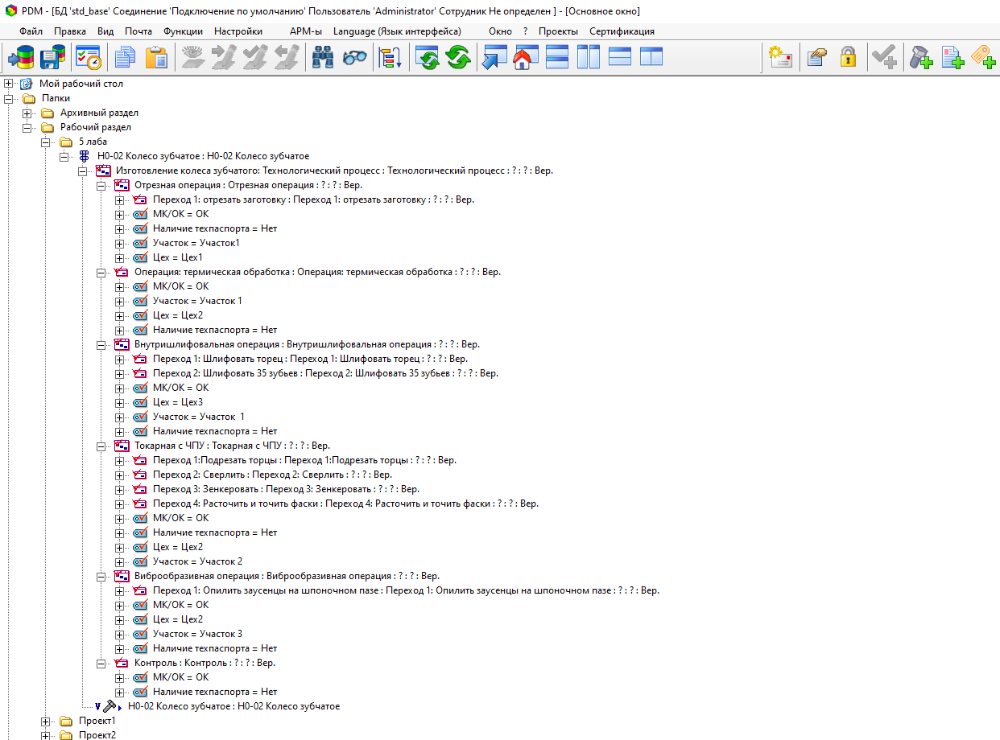 PDM - [БД 'std_base' Соединение 'Подключение по умолчанию' Пользователь 'Administrator' Сотрудник Не определен ] - [Основное окно]
Файл Правка Вид Почта Функции Настройки АРМ-ы Language (Язык интерфейса) Окно ? Проекты Сертификация
Мой рабочий стол
Папки
Архивный раздел
Рабочий раздел
5 лаба
Н0-02 Колесо зубчатое : Н0-02 Колесо зубчатое
Изготовление колеса зубчатого: Технологический процесс : Технологический процесс : ? : ? : Вер.
Отрезная операция : Отрезная операция : ? : ? : Вер.
Переход 1: отрезать заготовку : Переход 1: отрезать заготовку : ? : ? : Вер.
МК/ОК = ОК
Наличие техпаспорта = Нет
Участок = Участок1
Цех = Цех1
Операция: термическая обработка : Операция: термическая обработка : ? : ? : Вер.
МК/ОК = ОК
Участок = Участок 1
Цех = Цех2
Наличие техпаспорта = Нет
Внутришлифовальная операция : Внутришлифовальная операция : ? : ? : Вер.
Переход 1: Шлифовать торец : Переход 1: Шлифовать торец : ? : ? : Вер.
Переход 2: Шлифовать 35 зубьев : Переход 2: Шлифовать 35 зубьев : ? : ? : Вер.
МК/ОК = ОК
Цех = Цех3
Участок = Участок  1
Наличие техпаспорта = Нет
Токарная с ЧПУ : Токарная с ЧПУ : ? : ? : Вер.
Переход 1:Подрезать торцы : Переход 1:Подрезать торцы : ? : ? : Вер.
Переход 2: Сверлить : Переход 2: Сверлить : ? : ? : Вер.
Переход 3: Зенкеровать : Переход 3: Зенкеровать : ? : ? : Вер.
Переход 4: Расточить и точить фаски : Переход 4: Расточить и точить фаски : ? : ? : Вер.
МК/ОК = ОК
Наличие техпаспорта = Нет
Цех = Цех2
Участок = Участок 2
Виброобразивная операция : Виброобразивная операция : ? : ? : Вер.
Переход 1: Опилить заусенцы на шпоночном пазе : Переход 1: Опилить заусенцы на шпоночном пазе : ? : ? : Вер.
МК/ОК = ОК
Цех = Цех2
Участок = Участок 3
Наличие техпаспорта = Нет
Контроль : Контроль : ? : ? : Вер.
МК/ОК = ОК
Наличие техпаспорта = Нет
V Н0-02 Колесо зубчатое : Н0-02 Колесо зубчатое
Проект1
Проект2